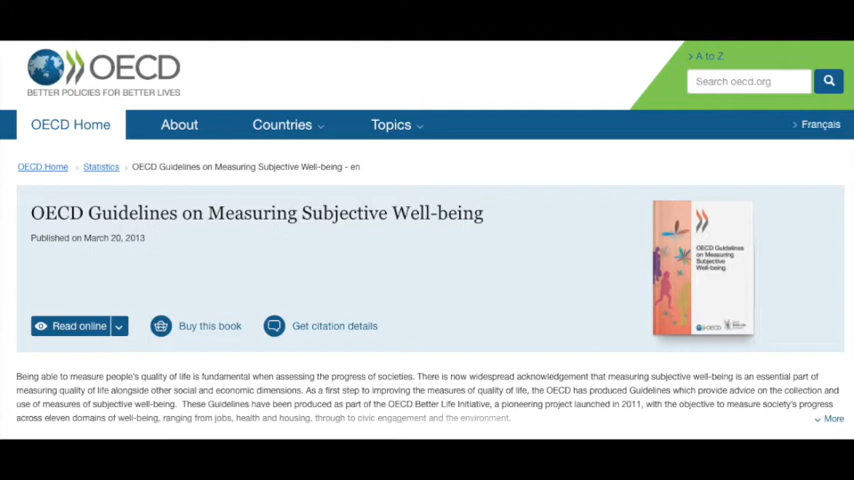 OECD
BETTER POLICIES FOR BETTER LIVES
A to Z
Search oecd.org
OECD Home
About
Countries
Topics
Français
OECD Home Statistics OECD Guidelines on Measuring Subjective Well-being - en
OECD Guidelines on Measuring Subjective Well-being
Published on March 20, 2013
OECD Guidelines
on Measuring
Subjective
Well-being
OECD
Read online
Buy this book
Get citation details
Being able to measure people's quality of life is fundamental when assessing the progress of societies. There is now widespread acknowledgement that measuring subjective well-being is an essential part of
measuring quality of life alongside other social and economic dimensions. As a first step to improving the measures of quality of life, the OECD has produced Guidelines which provide advice on the collection and
use of measures of subjective well-being. These Guidelines have been produced as part of the OECD Better Life Initiative, a pioneering project launched in 2011, with the objective to measure society's progress
across eleven domains of well-being, ranging from jobs, health and housing, through to civic engagement and the environment.
More